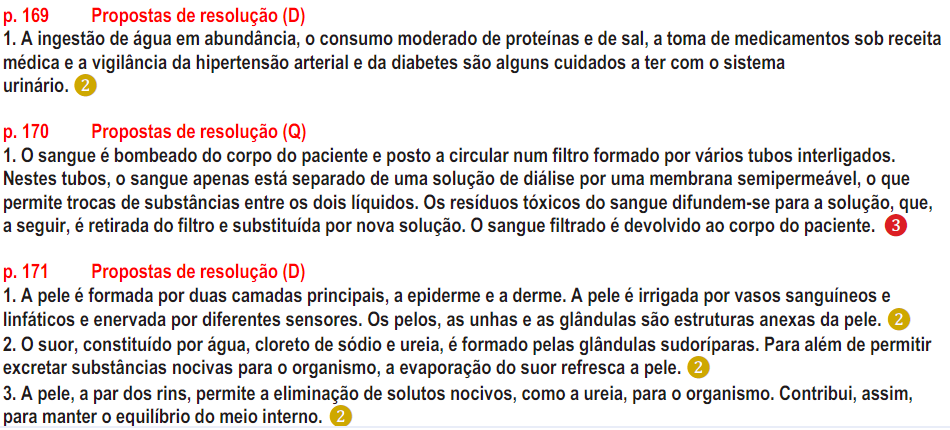 p. 169 Propostas de resolução (D)
1. A ingestão de água em abundância, o consumo moderado de proteínas e de sal, a toma de medicamentos sob receita
médica e a vigilância da hipertensão arterial e da diabetes são alguns cuidados a ter com o sistema
urinário. 2
p. 170 Propostas de resolução (Q)
1. O sangue é bombeado do corpo do paciente e posto a circular num filtro formado por vários tubos interligados.
Nestes tubos, o sangue apenas está separado de uma solução de diálise por uma membrana semipermeável, o que
permite trocas de substâncias entre os dois líquidos. Os resíduos tóxicos do sangue difundem-se para a solução, que,
a seguir, é retirada do filtro e substituída por nova solução. O sangue filtrado é devolvido ao corpo do paciente. 3
p. 171 Propostas de resolução (D)
1. A pele é formada por duas camadas principais, a epiderme e a derme. A pele é irrigada por vasos sanguíneos e
linfáticos e enervada por diferentes sensores. Os pelos, as unhas e as glândulas são estruturas anexas da pele. 2
2. O suor, constituído por água, cloreto de sódio e ureia, é formado pelas glândulas sudoríparas. Para além de permitir
excretar substâncias nocivas para o organismo, a evaporação do suor refresca a pele. 2
3. A pele, a par dos rins, permite a eliminação de solutos nocivos, como a ureia, para o organismo. Contribui, assim,
para manter o equilíbrio do meio interno. 2